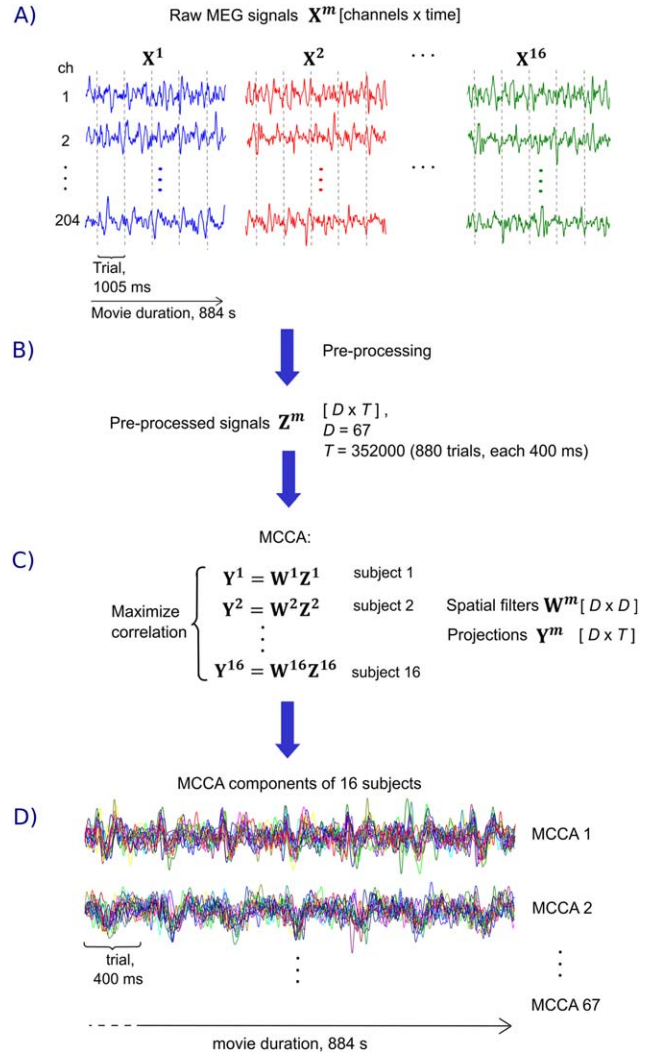 A)
Raw MEG signals X^m [channels x time]
X^1 X^2 ... X^16
ch
1
2
⋮
204
...
Trial,
1005 ms
Movie duration, 884 s
B)
Pre-processing
Pre-processed signals Z^m [ D x T ] ,
D = 67
T = 352000 (880 trials, each 400 ms)
MCCA:
C)
Maximize
correlation
Y^1 = W^1Z^1 subject 1
Y^2 = W^2Z^2 subject 2
⋮
Y^16 = W^16Z^16 subject 16
Spatial filters W^m [ D x D ]
Projections Y^m [ D x T ]
MCCA components of 16 subjects
D)
MCCA 1
MCCA 2
trial,
400 ms
⋮
⋮
MCCA 67
movie duration, 884 s